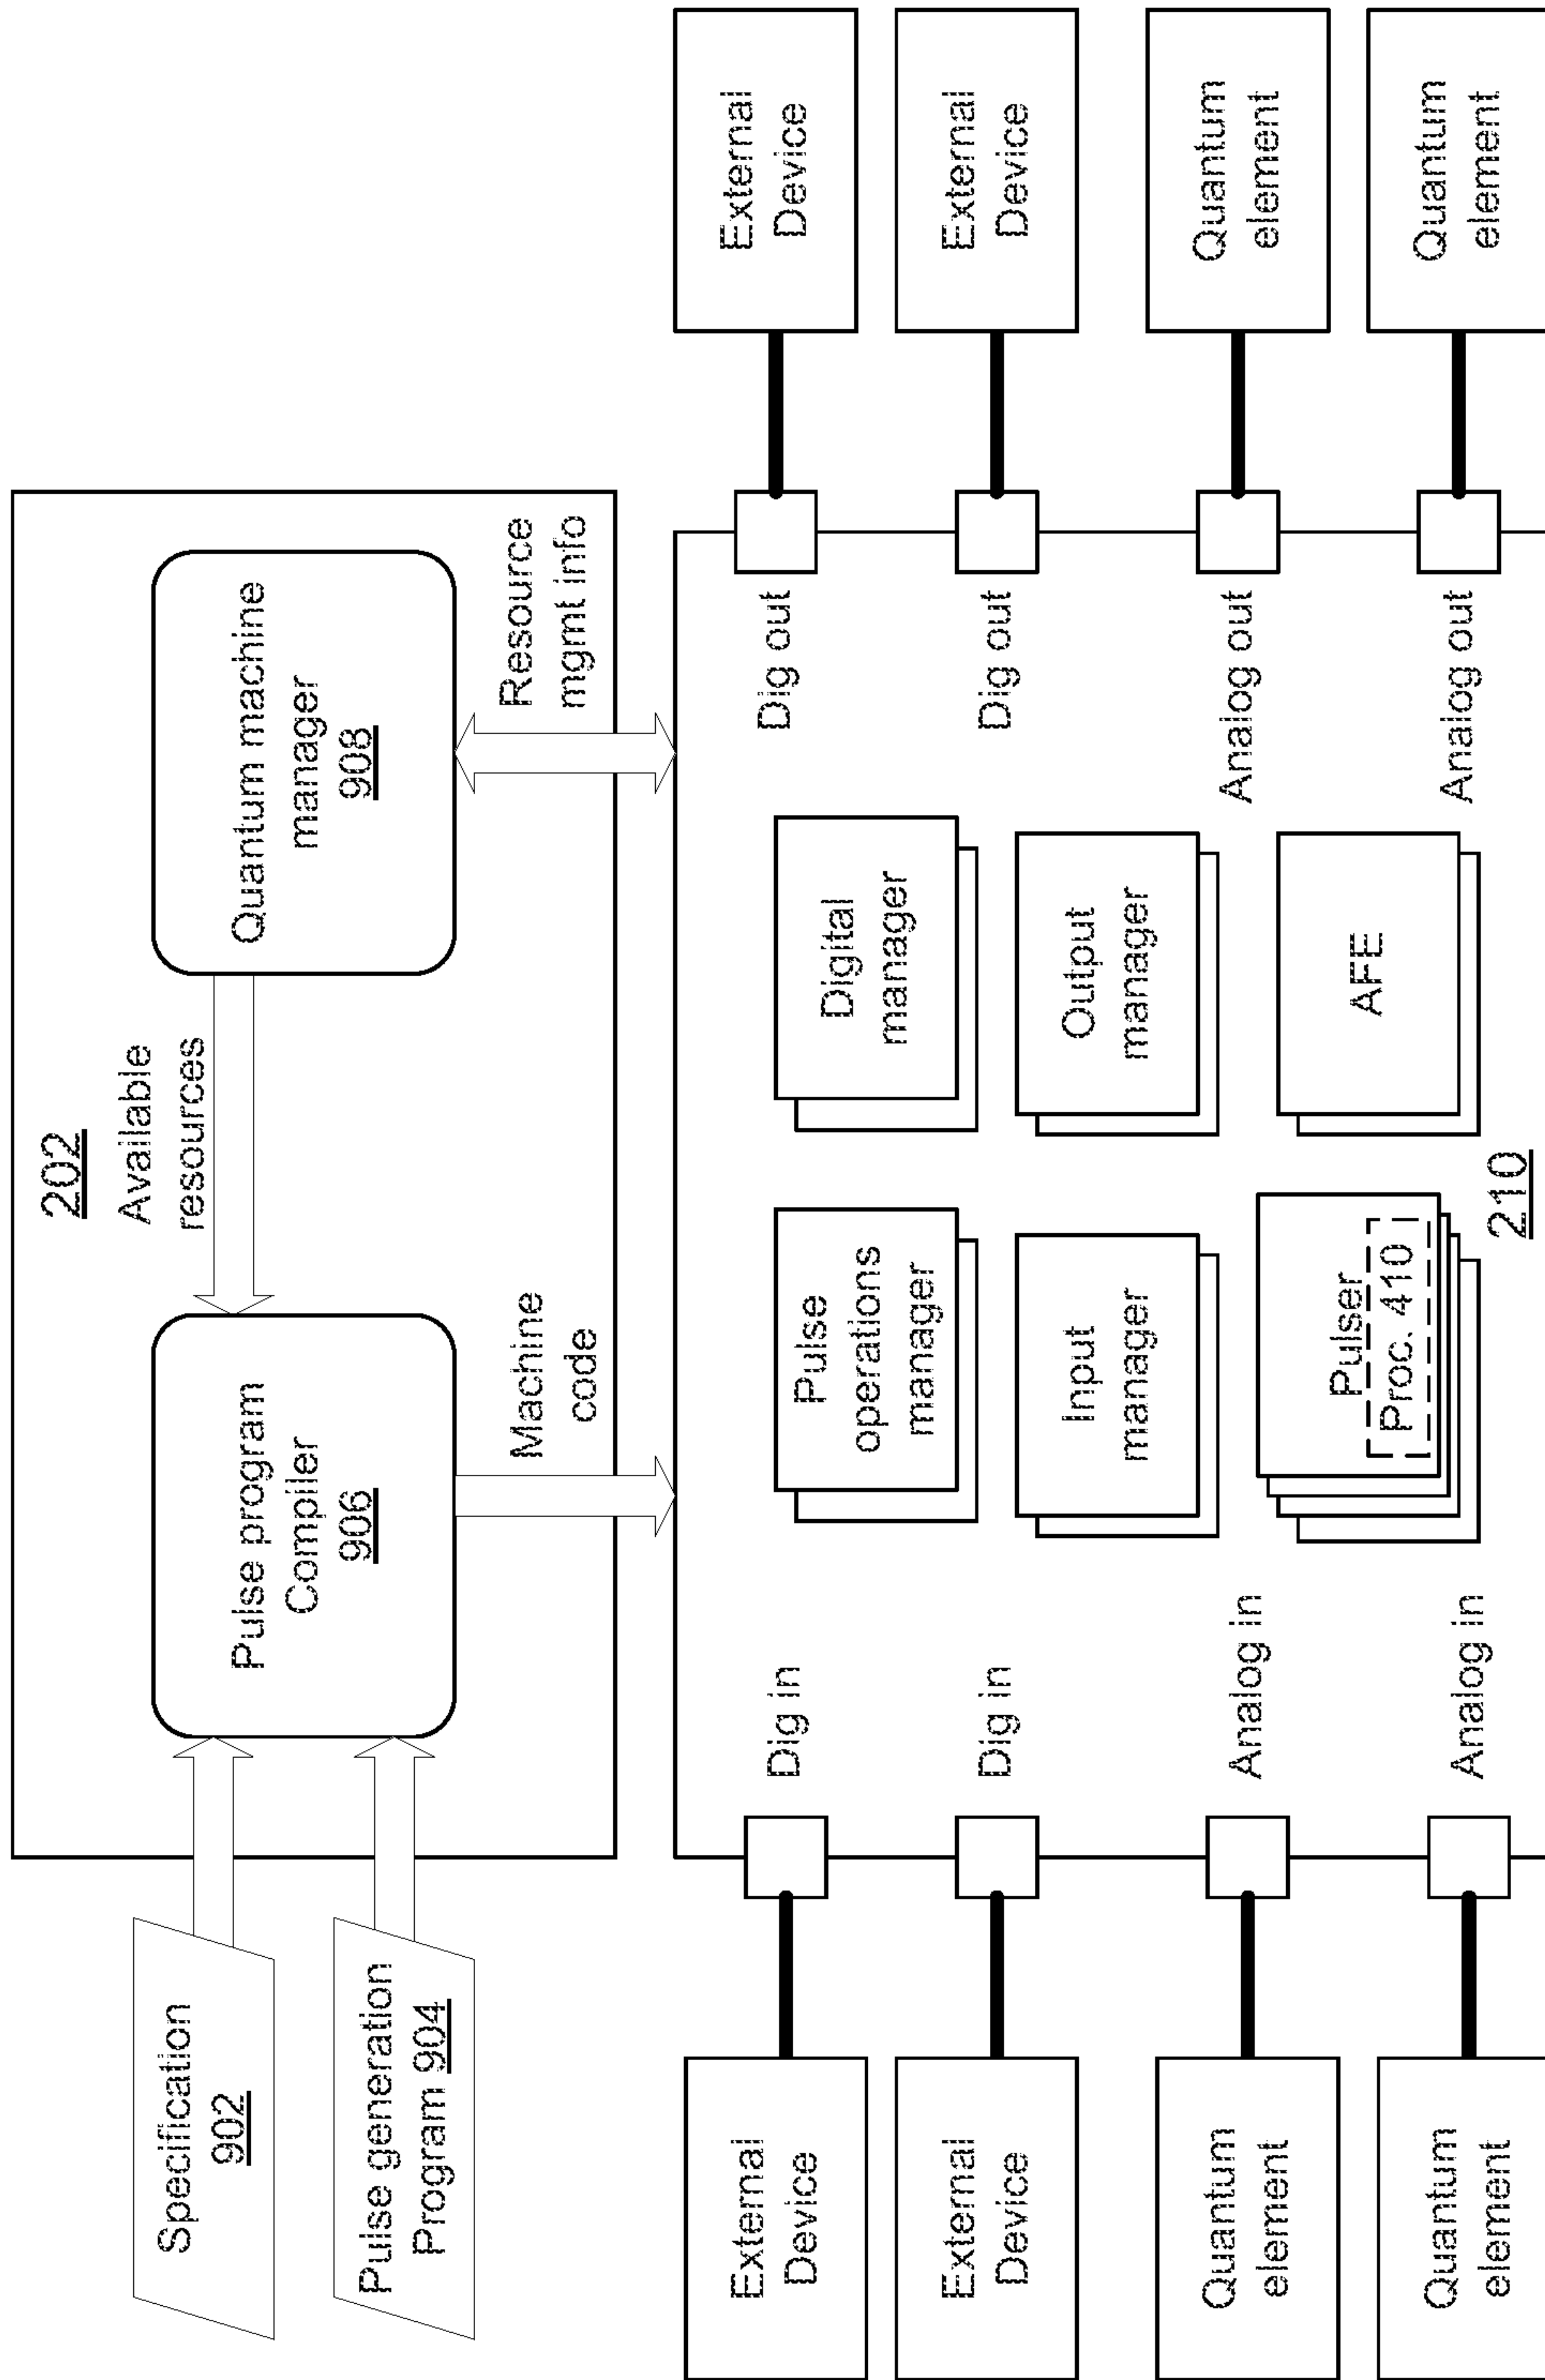 202
Specification
902
Pulse generation
Program 904
Pulse program
Compiler
906
Available
resources
Quantum machine
manager
908
Machine
code
Resource
mgmt info
External
Device
Dig in
Pulse
operations
manager
Digital
manager
Dig out
External
Device
External
Device
Dig in
Input
manager
Output
manager
Dig out
External
Device
Quantum
element
Analog in
Pulser
Proc. 410
AFE
Analog out
Quantum
element
Quantum
element
Analog in
210
Analog out
Quantum
element